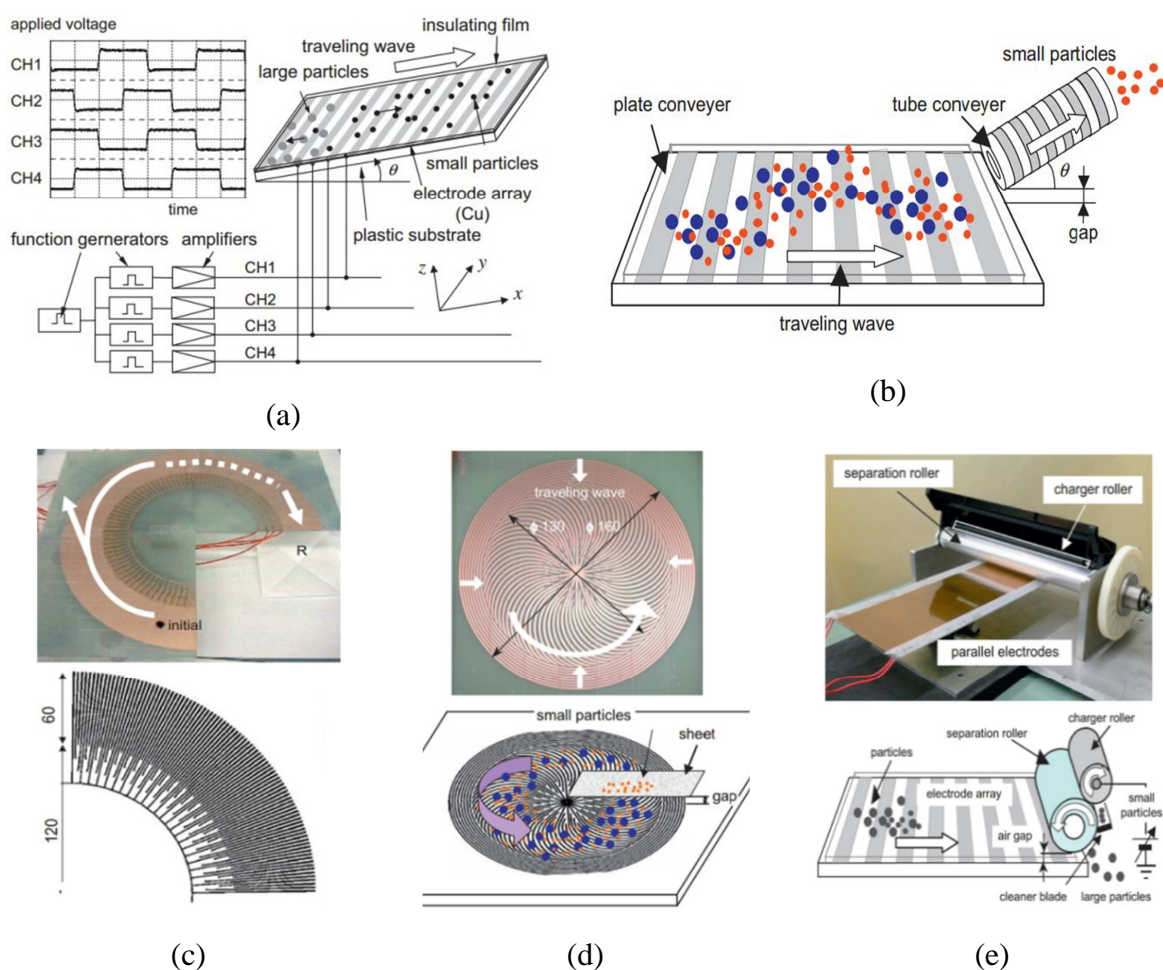 applied voltage
CH1
CH2
CH3
CH4
time
insulating film
traveling wave
large particles
small particles
θ
electrode array
(Cu)
plastic substrate
function gernerators
amplifiers
CH1
CH2
CH3
CH4
z
y
x
(a)
small particles
plate conveyer
tube conveyer
θ
gap
traveling wave
(b)
R
initial
60
120
(c)
traveling wave
ϕ 130
ϕ 160
small particles
sheet
gap
(d)
separation roller
charger roller
parallel electrodes
charger roller
separation roller
particles
electrode array
small
particles
air gap
cleaner blade
large particles
(e)